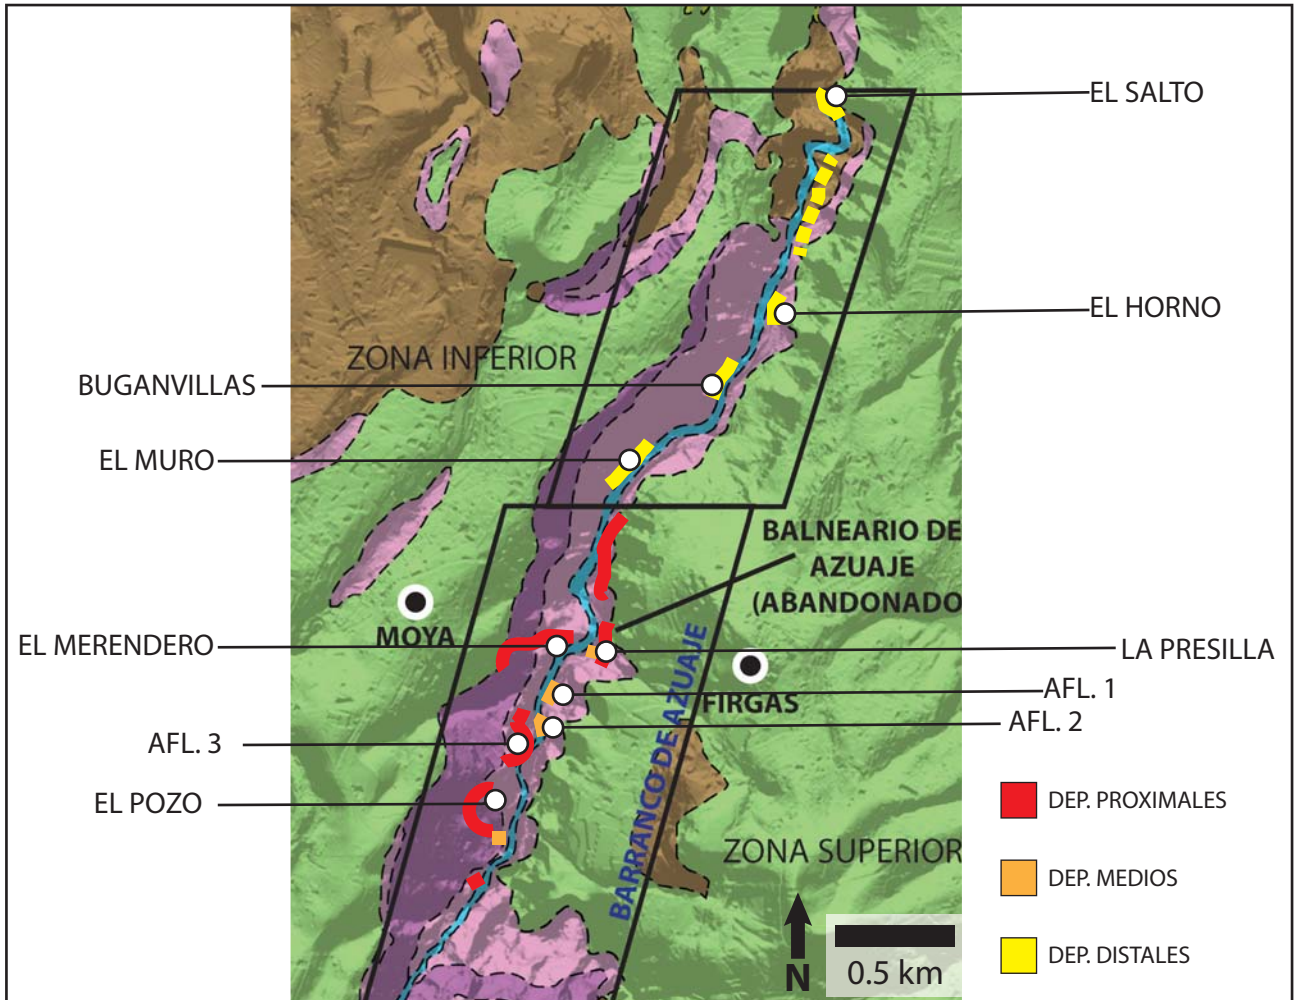 EL SALTO
EL HORNO
ZONA INFERIOR
BUGANVILLAS
EL MURO
BALNEARIO DE
AZUAJE
(ABANDONADO
MOYA
EL MERENDERO
LA PRESILLA
AFL. 1
FIRGAS
AFL. 2
AFL. 3
EL POZO
BARRANCO DE AZUAJE
DEP. PROXIMALES
ZONA SUPERIOR
DEP. MEDIOS
DEP. DISTALES
N
0.5 km